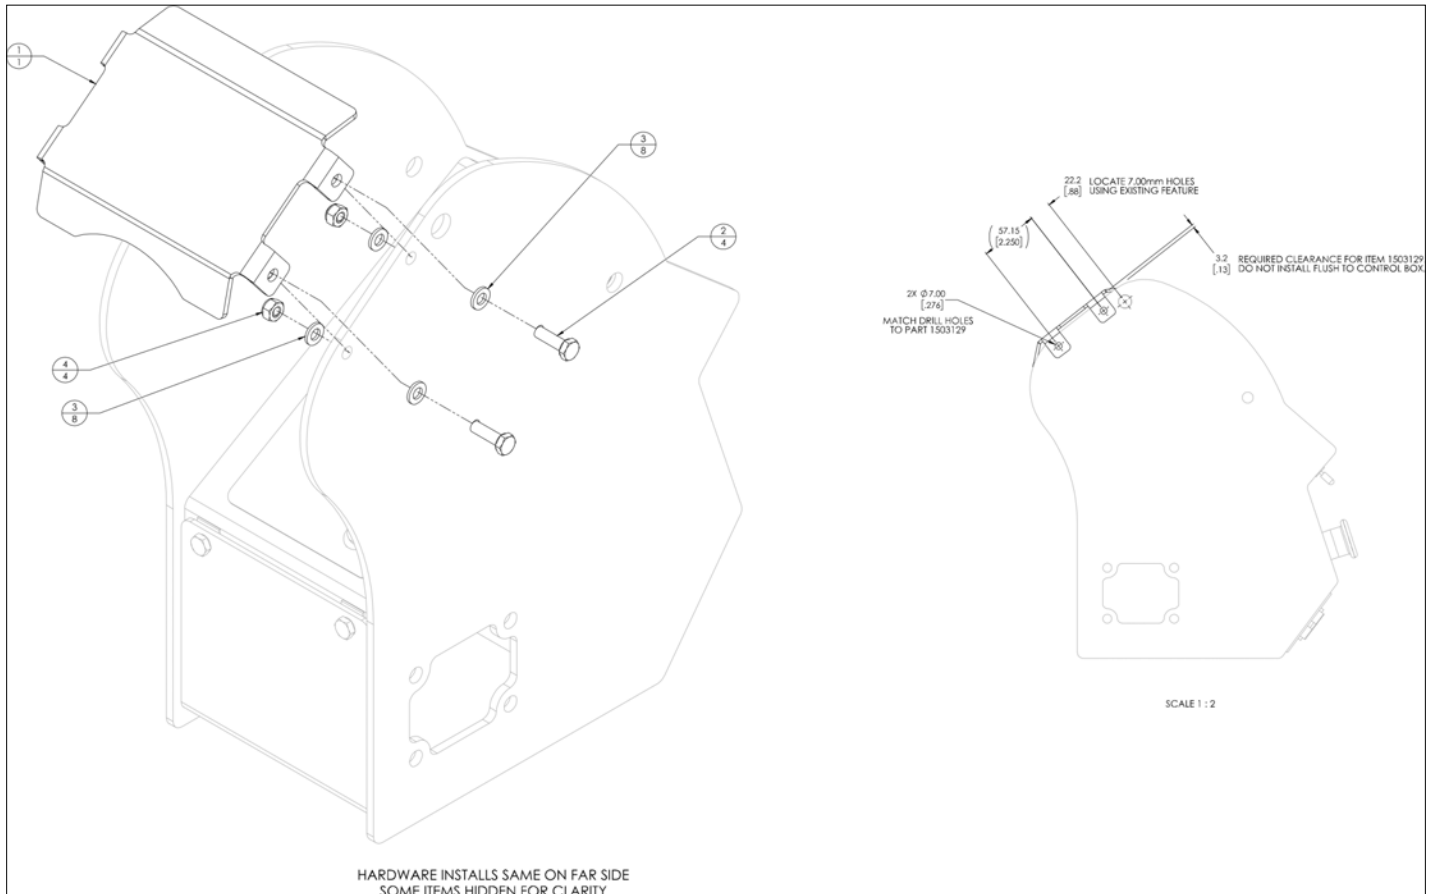 1
1
3
8
2
4
4
4
3
8
HARDWARE INSTALLS SAME ON FAR SIDE
SOME ITEMS HIDDEN FOR CLARITY
22.2 LOCATE 7.00mm HOLES
[.88] USING EXISTING FEATURE
(57.15
[2.250])
3.2 REQUIRED CLEARANCE FOR ITEM 1503129
[.13] DO NOT INSTALL FLUSH TO CONTROL BOX.
2X Ø7.00
[.276]
MATCH DRILL HOLES
TO PART 1503129
SCALE 1 : 2